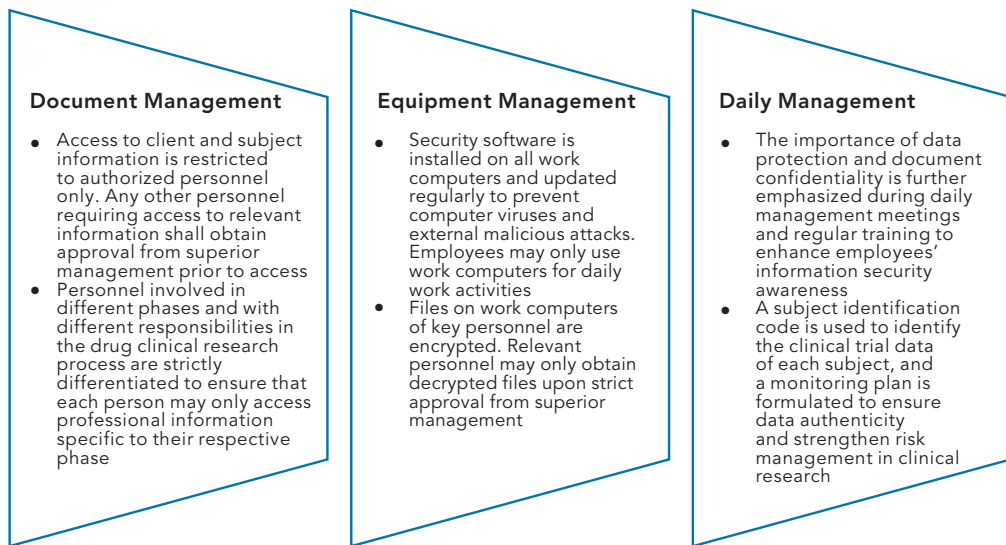 Document Management
● Access to client and subject
information is restricted
to authorized personnel
only. Any other personnel
requiring access to relevant
information shall obtain
approval from superior
management prior to access
● Personnel involved in
different phases and with
different responsibilities in
the drug clinical research
process are strictly
differentiated to ensure that
each person may only access
professional information
specific to their respective
phase
Equipment Management
● Security software is
installed on all work
computers and updated
regularly to prevent
computer viruses and
external malicious attacks.
Employees may only use
work computers for daily
work activities
● Files on work computers
of key personnel are
encrypted. Relevant
personnel may only obtain
decrypted files upon strict
approval from superior
management
Daily Management
● The importance of data
protection and document
confidentiality is further
emphasized during daily
management meetings
and regular training to
enhance employees’
information security
awareness
● A subject identification
code is used to identify
the clinical trial data
of each subject, and
a monitoring plan is
formulated to ensure
data authenticity
and strengthen risk
management in clinical
research